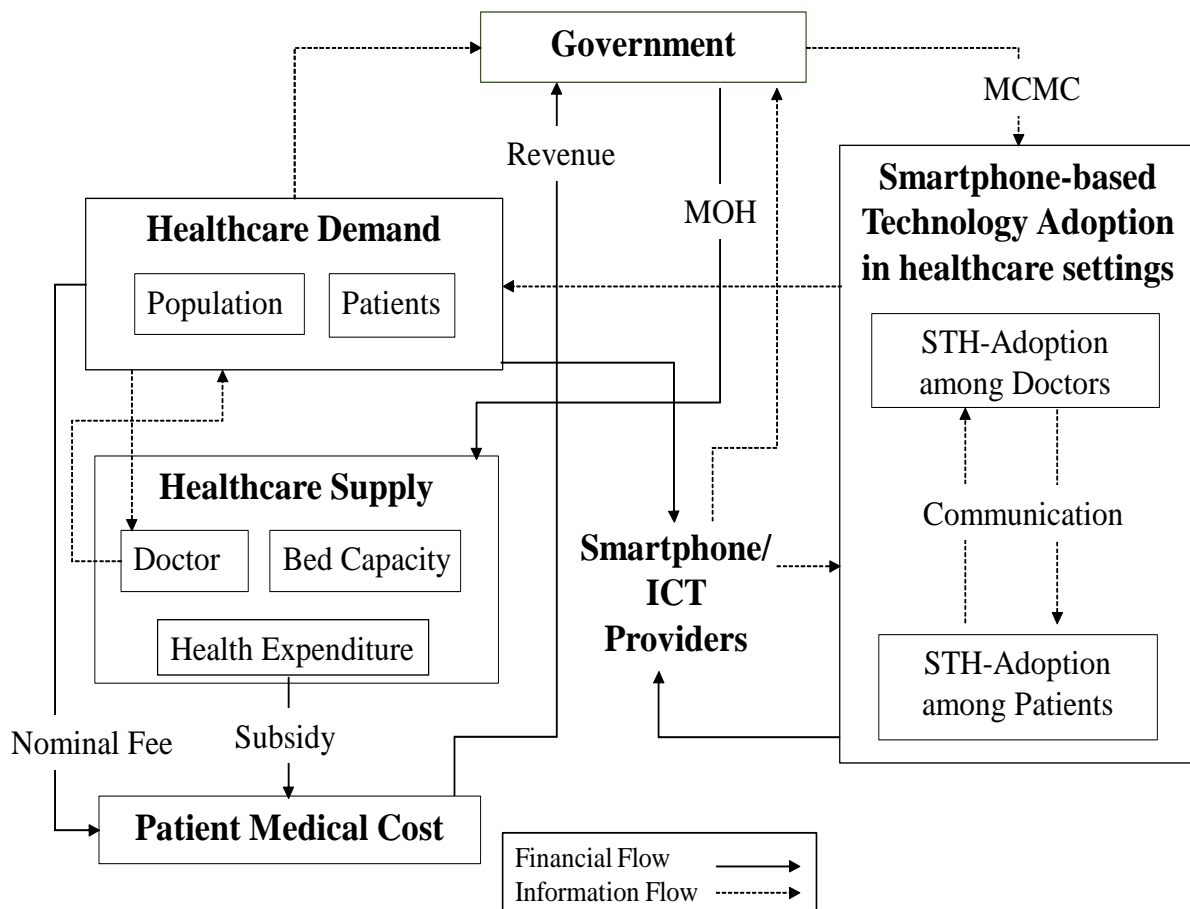 Government
MCMC
Revenue
MOH
Smartphone-based
Technology Adoption
in healthcare settings
Healthcare Demand
Population
Patients
STH-Adoption
among Doctors
Healthcare Supply
Doctor
Bed Capacity
Health Expenditure
Smartphone/
ICT
Providers
Communication
STH-Adoption
among Patients
Nominal Fee
Subsidy
Patient Medical Cost
Financial Flow
Information Flow